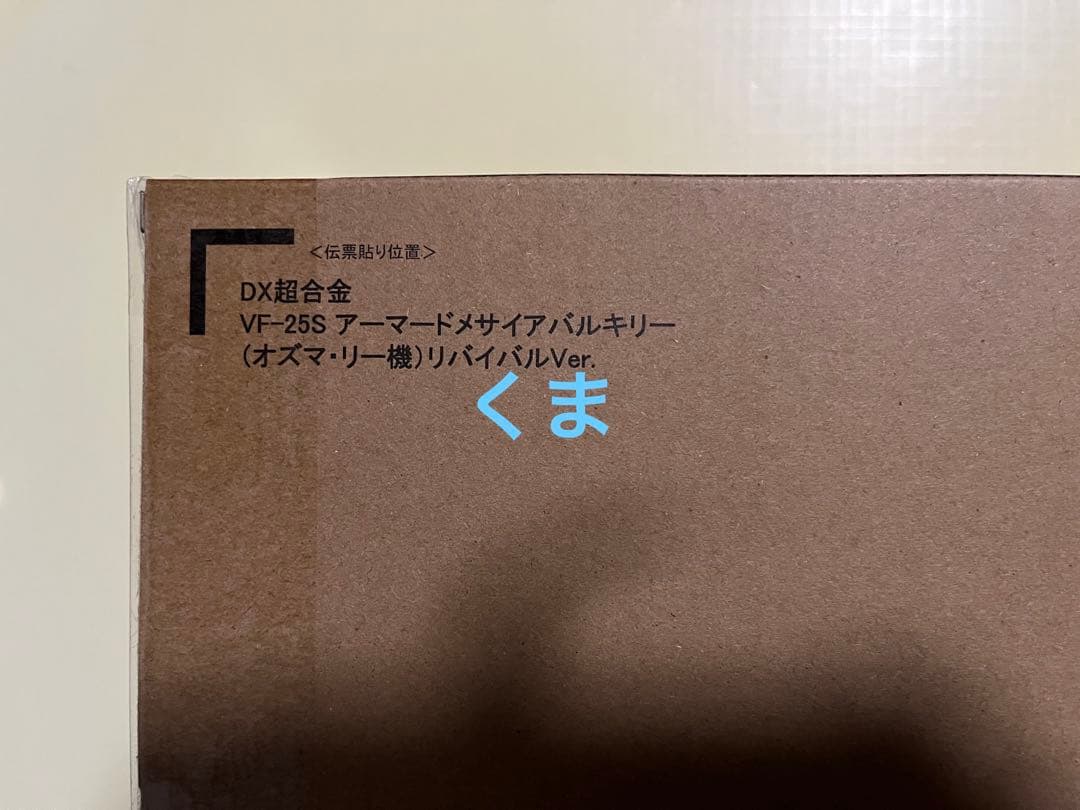 ＜伝票貼り位置＞
DX超合金
VF-25S アーマードメサイアバルキリー
（オズマ・リー機）リバイバルVer.
くま